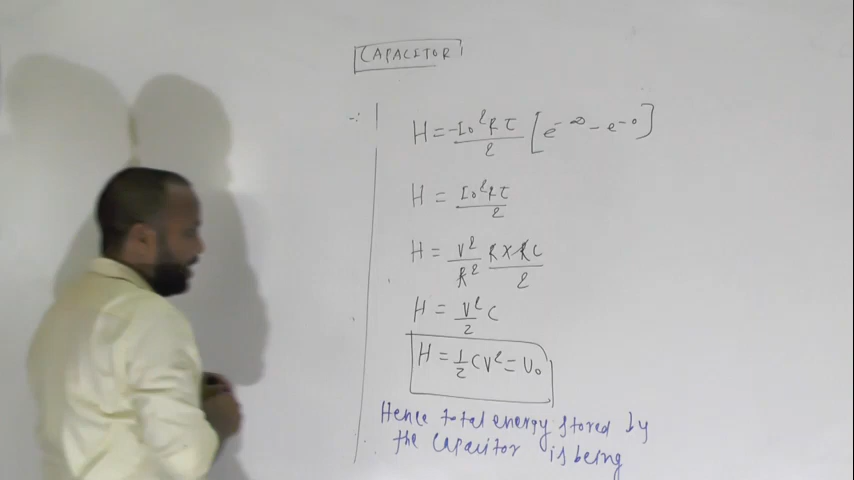 CAPACITOR
H = -I₀²Rτ/2 [e^-∞ - e^-0]
H = I₀²Rτ/2
H = V²/R² R×RC/2
H = V²/2 C
H = 1/2 CV² = U₀
Hence total energy stored by
the capacitor is being